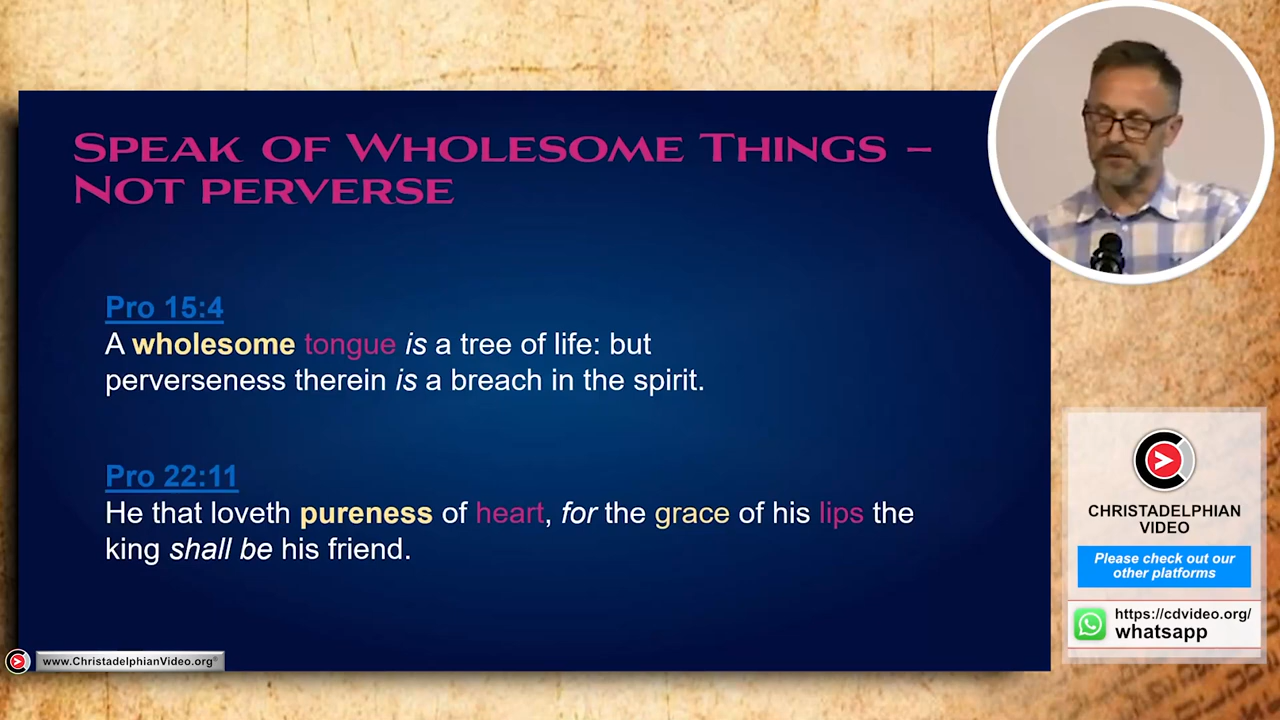 SPEAK OF WHOLESOME THINGS –
NOT PERVERSE
Pro 15:4
A wholesome tongue is a tree of life: but
perverseness therein is a breach in the spirit.
Pro 22:11
He that loveth pureness of heart, for the grace of his lips the
king shall be his friend.
CHRISTADELPHIAN
VIDEO
Please check out our
other platforms
https://cdvideo.org/
whatsapp
www.ChristadelphianVideo.org®